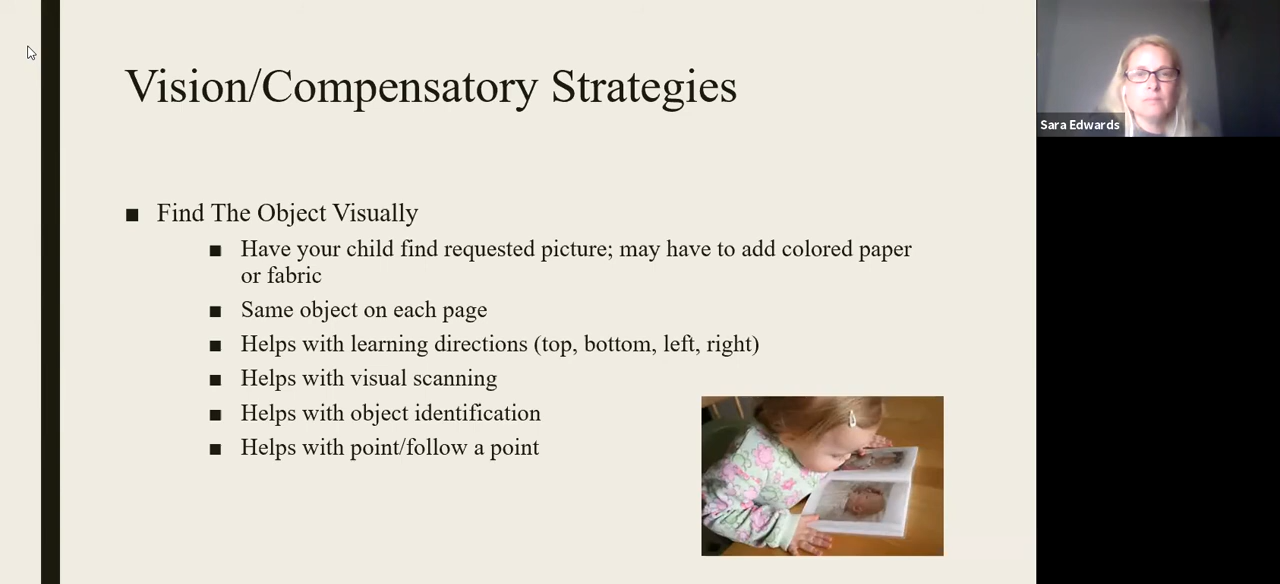 Vision/Compensatory Strategies
Find The Object Visually
Have your child find requested picture; may have to add colored paper
or fabric
Same object on each page
Helps with learning directions (top, bottom, left, right)
Helps with visual scanning
Helps with object identification
Helps with point/follow a point
Sara Edwards